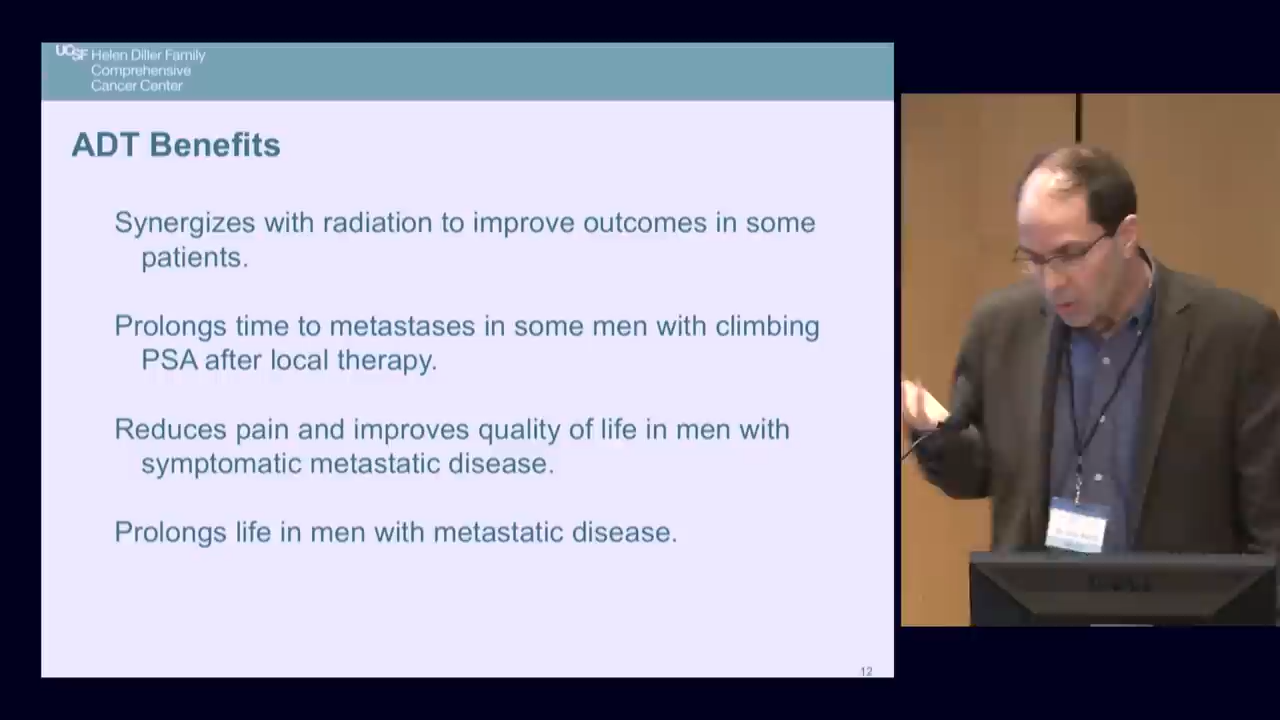 UCSF Helen Diller Family
Comprehensive
Cancer Center
ADT Benefits
Synergizes with radiation to improve outcomes in some
patients.
Prolongs time to metastases in some men with climbing
PSA after local therapy.
Reduces pain and improves quality of life in men with
symptomatic metastatic disease.
Prolongs life in men with metastatic disease.
12